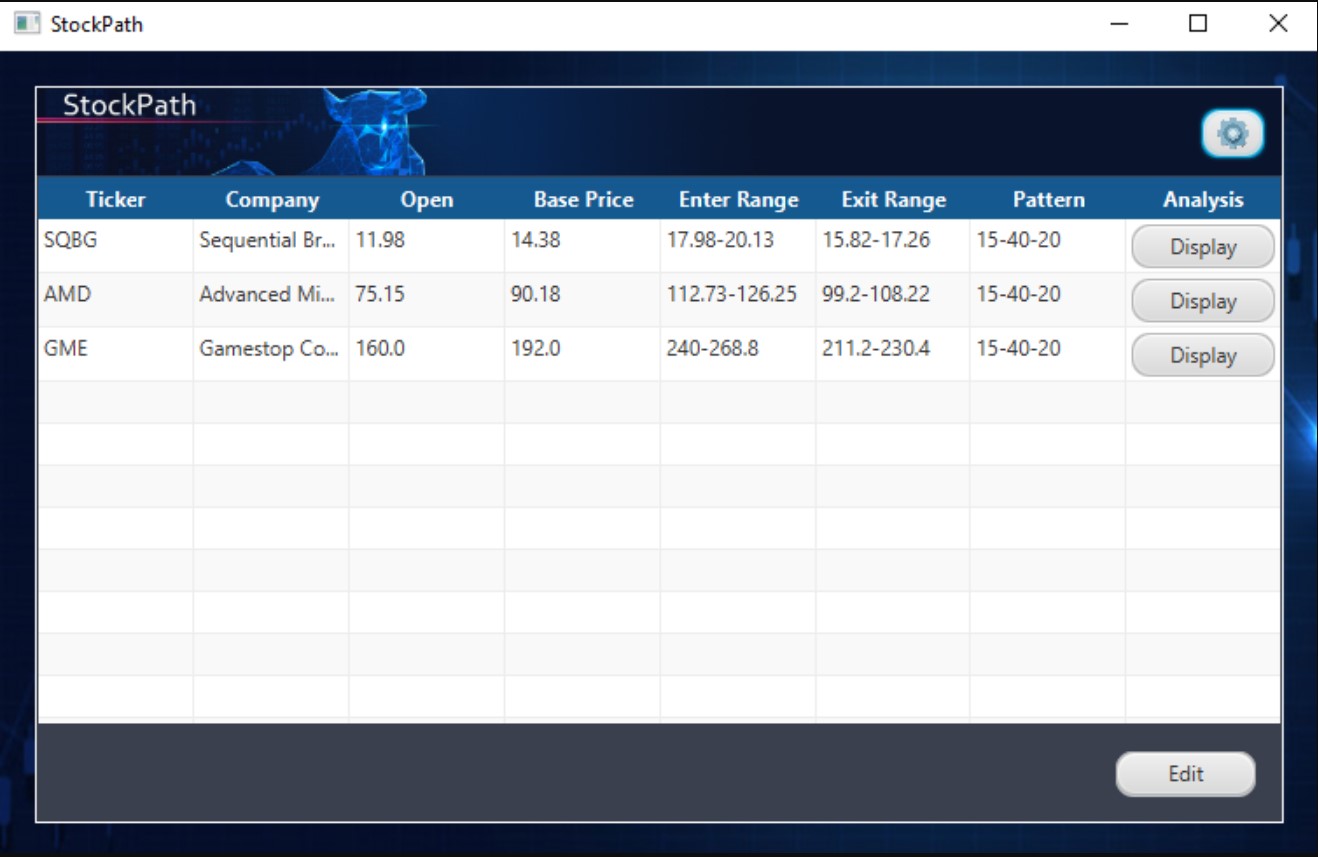 StockPath
StockPath
Ticker Company Open Base Price Enter Range Exit Range Pattern Analysis
SQBG Sequential Br... 11.98 14.38 17.98-20.13 15.82-17.26 15-40-20 Display
AMD Advanced Mi... 75.15 90.18 112.73-126.25 99.2-108.22 15-40-20 Display
GME Gamestop Co... 160.0 192.0 240-268.8 211.2-230.4 15-40-20 Display
Edit